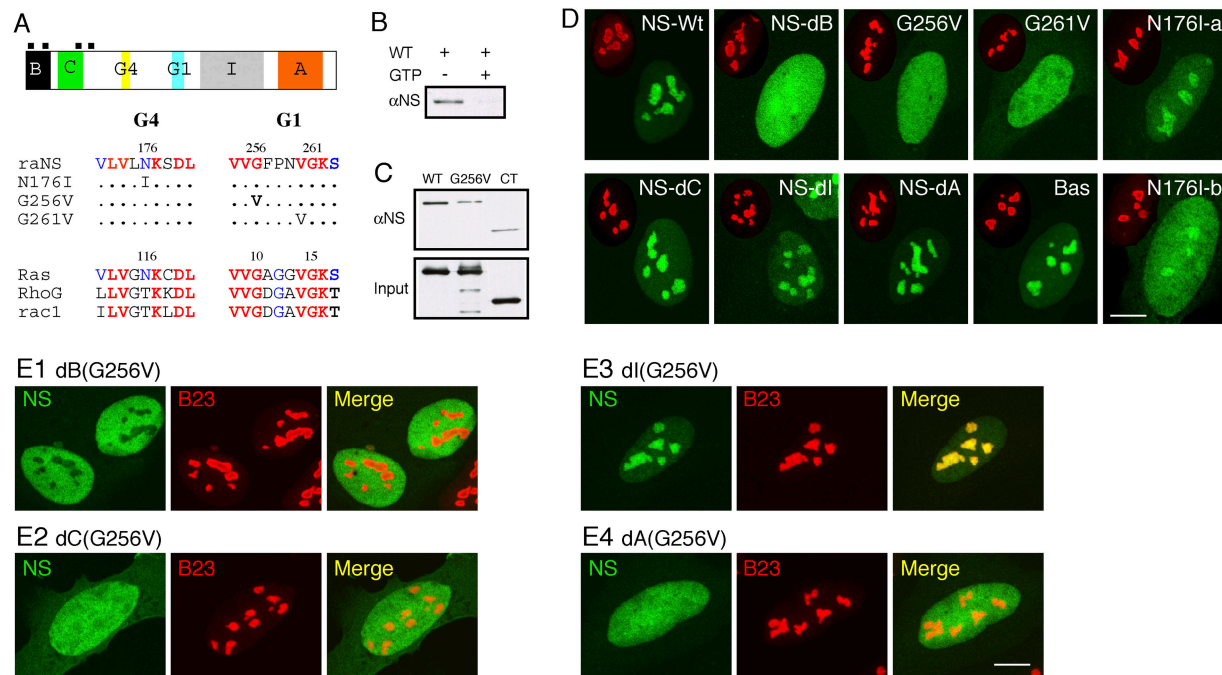 A
B C G4 G1 I A
G4 G1
176 256 261
raNS VLVLNKSDL VVGFPNVGKS
N176I ....I.... .........
G256V ......... ..V......
G261V ......... ......V..
116 10 15
Ras VLVGNKCDL VVGAGGVGKS
RhoG LLVGTKKDL VVGDGAVGKT
rac1 ILVGTKLDL VVGDGAVGKT
B
WT + +
GTP - +
αNS
C
WT G256V CT
αNS
Input
D
NS-Wt NS-dB G256V G261V N176I-a
NS-dC NS-dI NS-dA Bas N176I-b
E1 dB(G256V)
NS B23 Merge
E2 dC(G256V)
NS B23 Merge
E3 dI(G256V)
NS B23 Merge
E4 dA(G256V)
NS B23 Merge